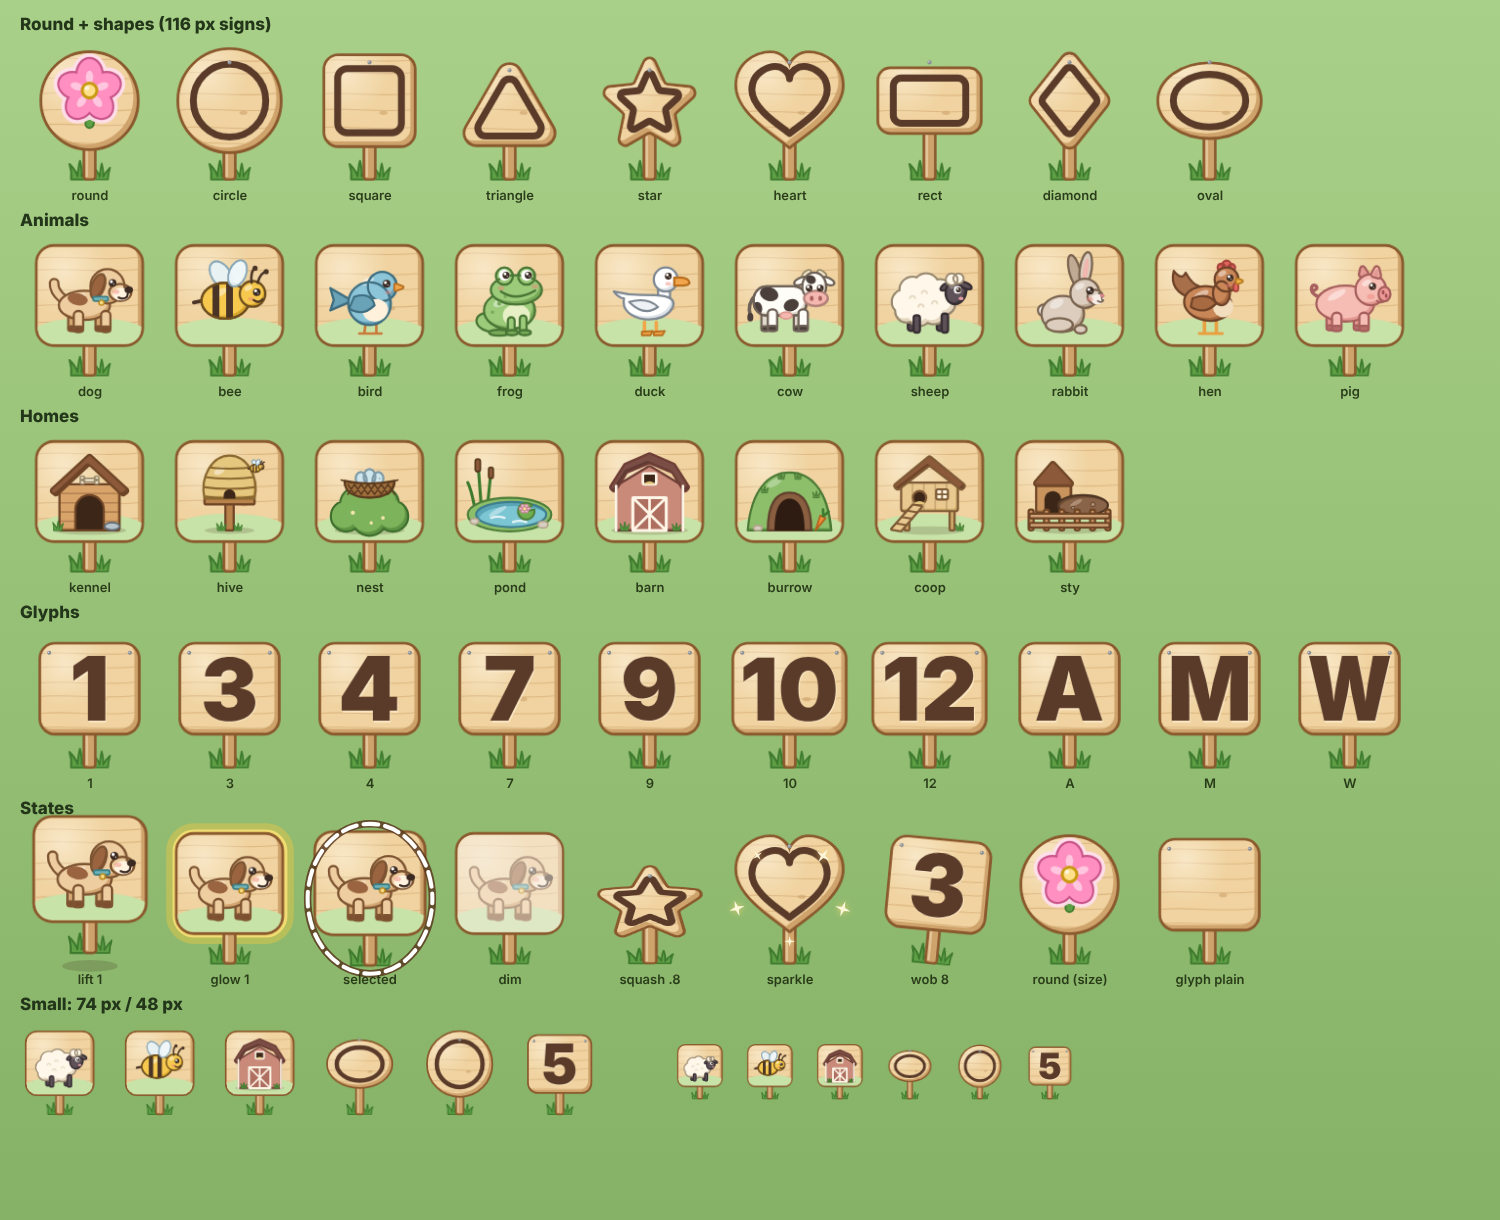 Round + shapes (116 px signs)
round circle square triangle star heart rect diamond oval
Animals
dog bee bird frog duck cow sheep rabbit hen pig
Homes
kennel hive nest pond barn burrow coop sty
Glyphs
1 3 4 7 9 10 12 A M W
1 3 4 7 9 10 12 A M W
States
3
lift 1 glow 1 selected dim squash .8 sparkle wob 8 round (size) glyph plain
Small: 74 px / 48 px
5 5